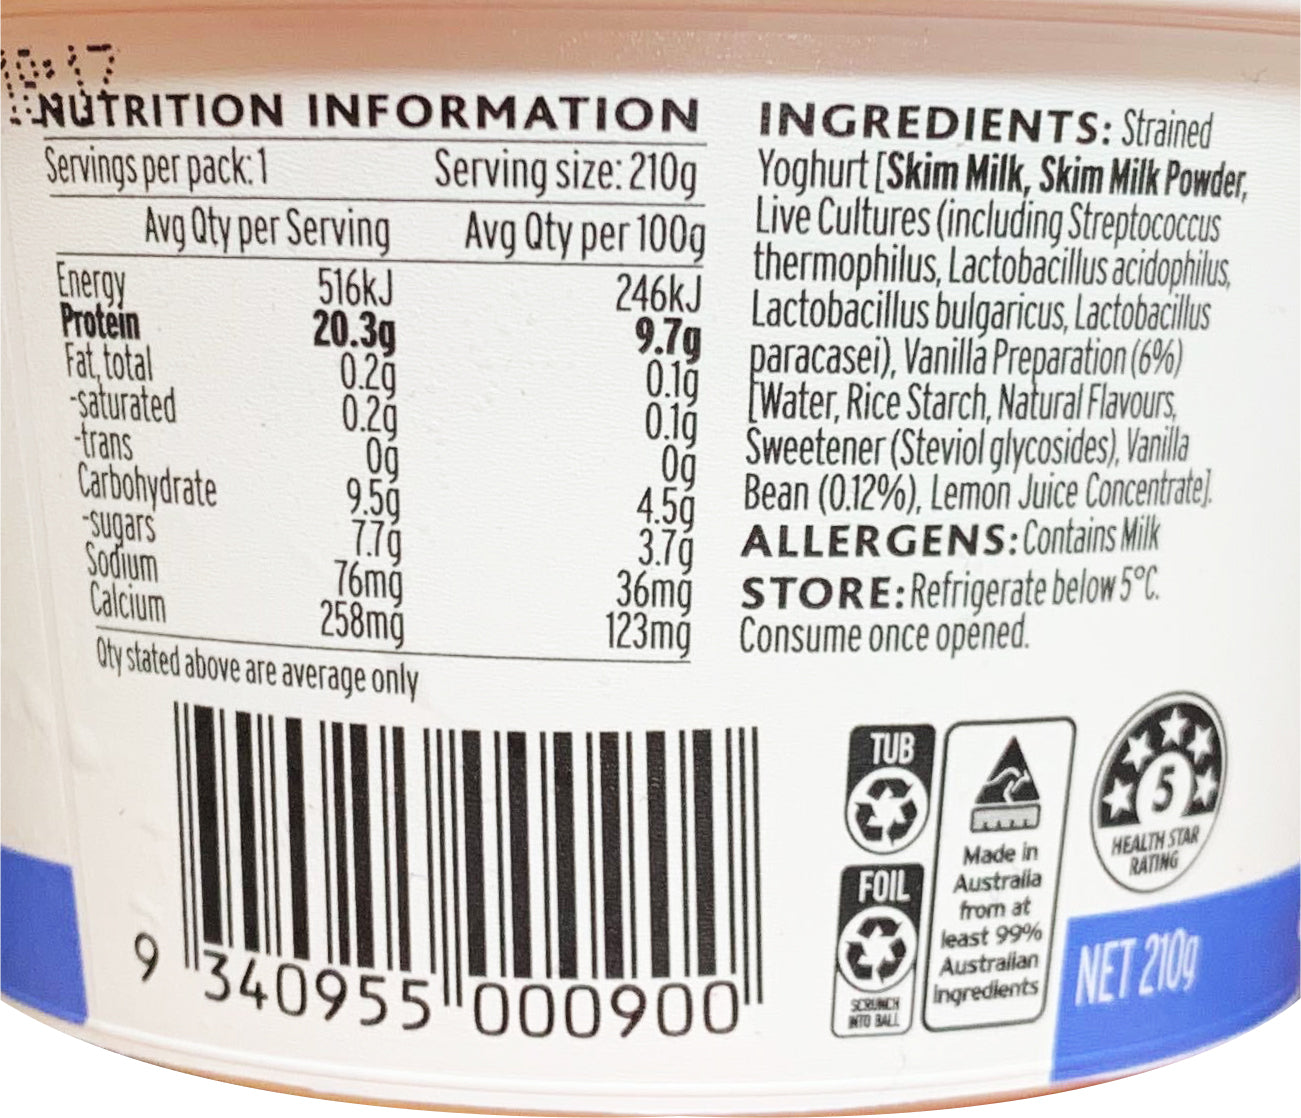 10:17
NUTRITION INFORMATION
Servings per pack: 1 Serving size: 210g
Avg Qty per Serving Avg Qty per 100g
Energy 516kJ 246kJ
Protein 20.3g 9.7g
Fat, total 0.2g 0.1g
-saturated 0.2g 0.1g
-trans 0g 0g
Carbohydrate 9.5g 4.5g
-sugars 7.7g 3.7g
Sodium 76mg 36mg
Calcium 258mg 123mg
Qty stated above are average only
INGREDIENTS: Strained
Yoghurt [Skim Milk, Skim Milk Powder,
Live Cultures (including Streptococcus
thermophilus, Lactobacillus acidophilus,
Lactobacillus bulgaricus, Lactobacillus
paracasei), Vanilla Preparation (6%)
[Water, Rice Starch, Natural Flavours,
Sweetener (Steviol glycosides), Vanilla
Bean (0.12%), Lemon Juice Concentrate].
ALLERGENS: Contains Milk
STORE: Refrigerate below 5°C.
Consume once opened.
9 340955 000900
TUB
FOIL
SCRUNCH
INTO BALL
Made in
Australia
from at
least 99%
Australian
Ingredients
5
HEALTH STAR
RATING
NET 210g